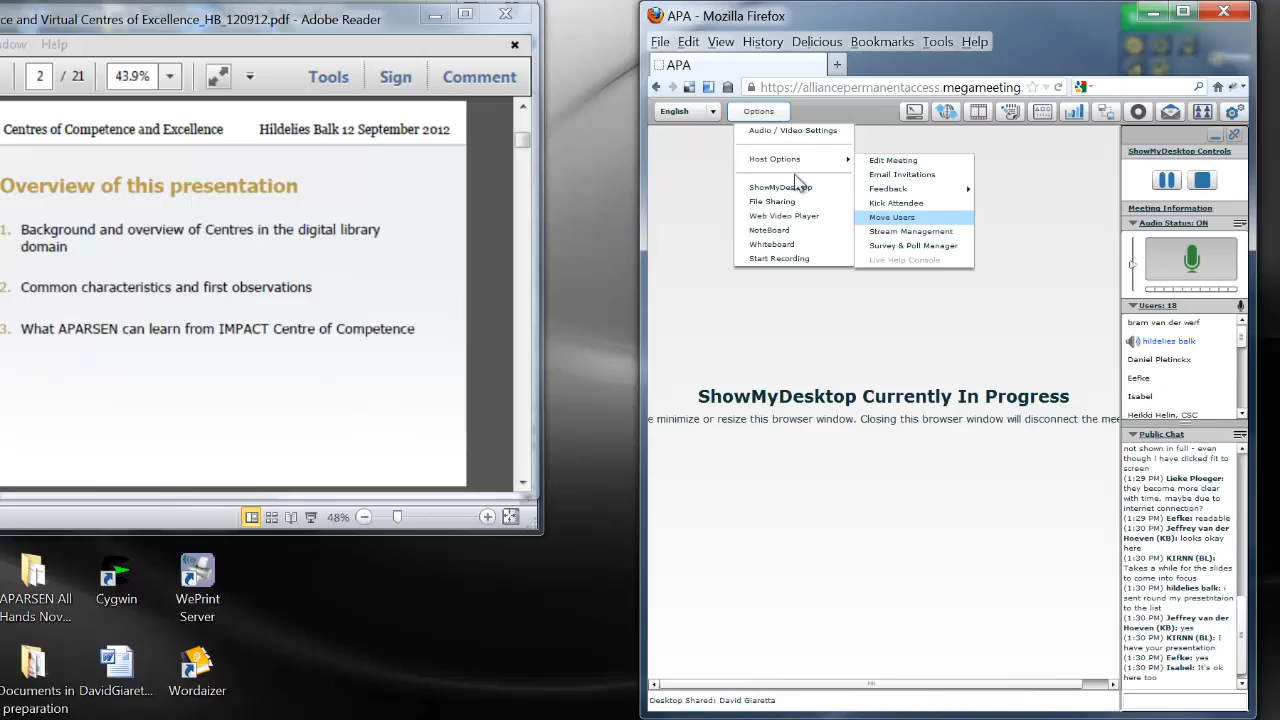 and Virtual Centres of Excellence_HB_120912.pdf - Adobe Reader
Help
2 / 21
43.9%
Tools
Sign
Comment
Centres of Competence and Excellence
Hildelies Balk 12 September 2012
Overview of this presentation
1. Background and overview of Centres in the digital library
domain
2. Common characteristics and first observations
3. What APARSEN can learn from IMPACT Centre of Competence
48%
APARSEN All
Hands Nov...
Cygwin
WePrint
Server
Documents in
preparation
DavidGiaret...
Wordaizer
APA - Mozilla Firefox
File Edit View History Delicious Bookmarks Tools Help
APA
https://alliancepermanentaccess.megameeting.
English
Options
Audio / Video Settings
Host Options
ShowMyDesktop
File Sharing
Web Video Player
NoteBoard
Whiteboard
Start Recording
Edit Meeting
Email Invitations
Feedback
Kick Attendee
Move Users
Stream Management
Survey & Poll Manager
Live Help Console
ShowMyDesktop Currently In Progress
e minimize or resize this browser window. Closing this browser window will disconnect the mee
Desktop Shared: David Giaretta
ShowMyDesktop Controls
Meeting Information
Audio Status: ON
Users: 18
bram van der werf
hildelies balk
Daniel Pletinckx
Eefke
Isabel
Heikki Helin, CSC
Public Chat
not shown in full - even
though i have clicked fit to
screen
(1:29 PM) Lieke Ploeger:
they become more clear
with time, maybe due to
internet connection?
(1:29 PM) Eefke: readable
(1:30 PM) Jeffrey van der
Hoeven (KB): looks okay
here
(1:30 PM) KIRNN (BL):
Takes a while for the slides
to come into focus
(1:30 PM) hildelies balk: i
sent round my presetntaion
to the list
(1:30 PM) Jeffrey van der
Hoeven (KB): yes
(1:30 PM) KIRNN (BL): I
have your presentation
(1:30 PM) Eefke: yes
(1:30 PM) Isabel: It's ok
here too